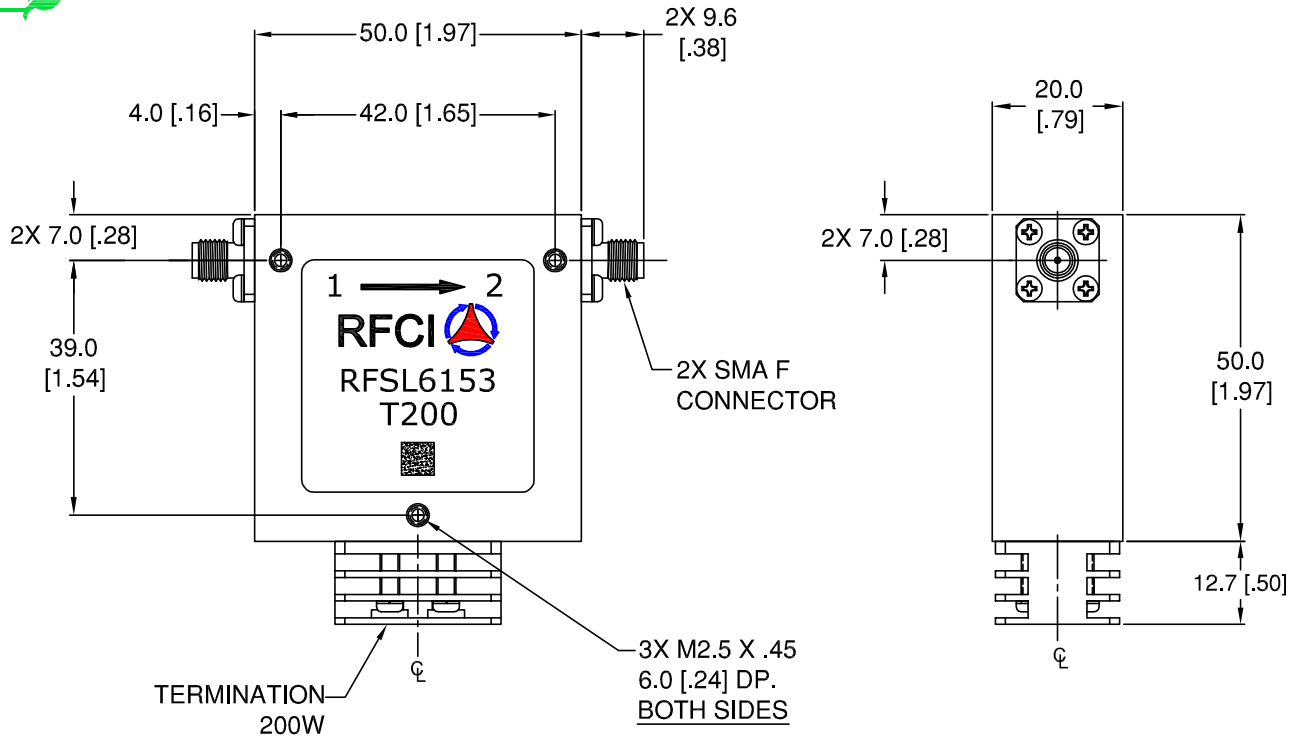 50.0 [1.97]
2X 9.6
[.38]
4.0 [.16]
42.0 [1.65]
20.0
[.79]
2X 7.0 [.28]
2X 7.0 [.28]
1 2
RFCI
RFSL6153
T200
39.0
[1.54]
2X SMA F
CONNECTOR
50.0
[1.97]
12.7 [.50]
3X M2.5 X .45
6.0 [.24] DP.
BOTH SIDES
TERMINATION
200W
℄
℄